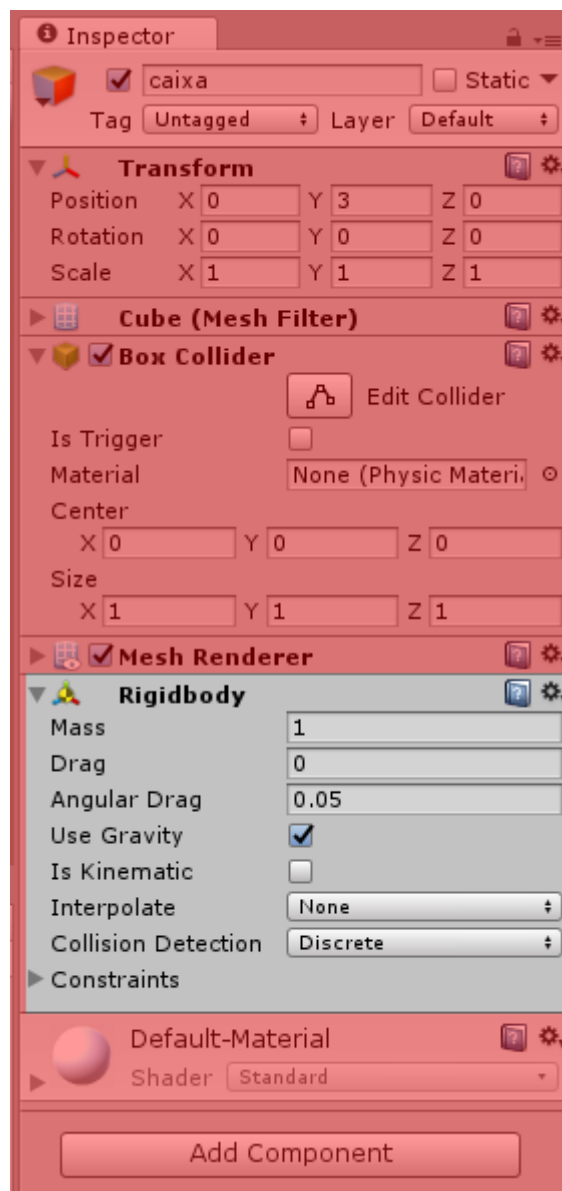 Inspector
caixa Static
Tag Untagged Layer Default
Transform
Position X 0 Y 3 Z 0
Rotation X 0 Y 0 Z 0
Scale X 1 Y 1 Z 1
Cube (Mesh Filter)
Box Collider
Edit Collider
Is Trigger
Material None (Physic Materi
Center
X 0 Y 0 Z 0
Size
X 1 Y 1 Z 1
Mesh Renderer
Rigidbody
Mass 1
Drag 0
Angular Drag 0.05
Use Gravity
Is Kinematic
Interpolate None
Collision Detection Discrete
Constraints
Default-Material
Shader Standard
Add Component